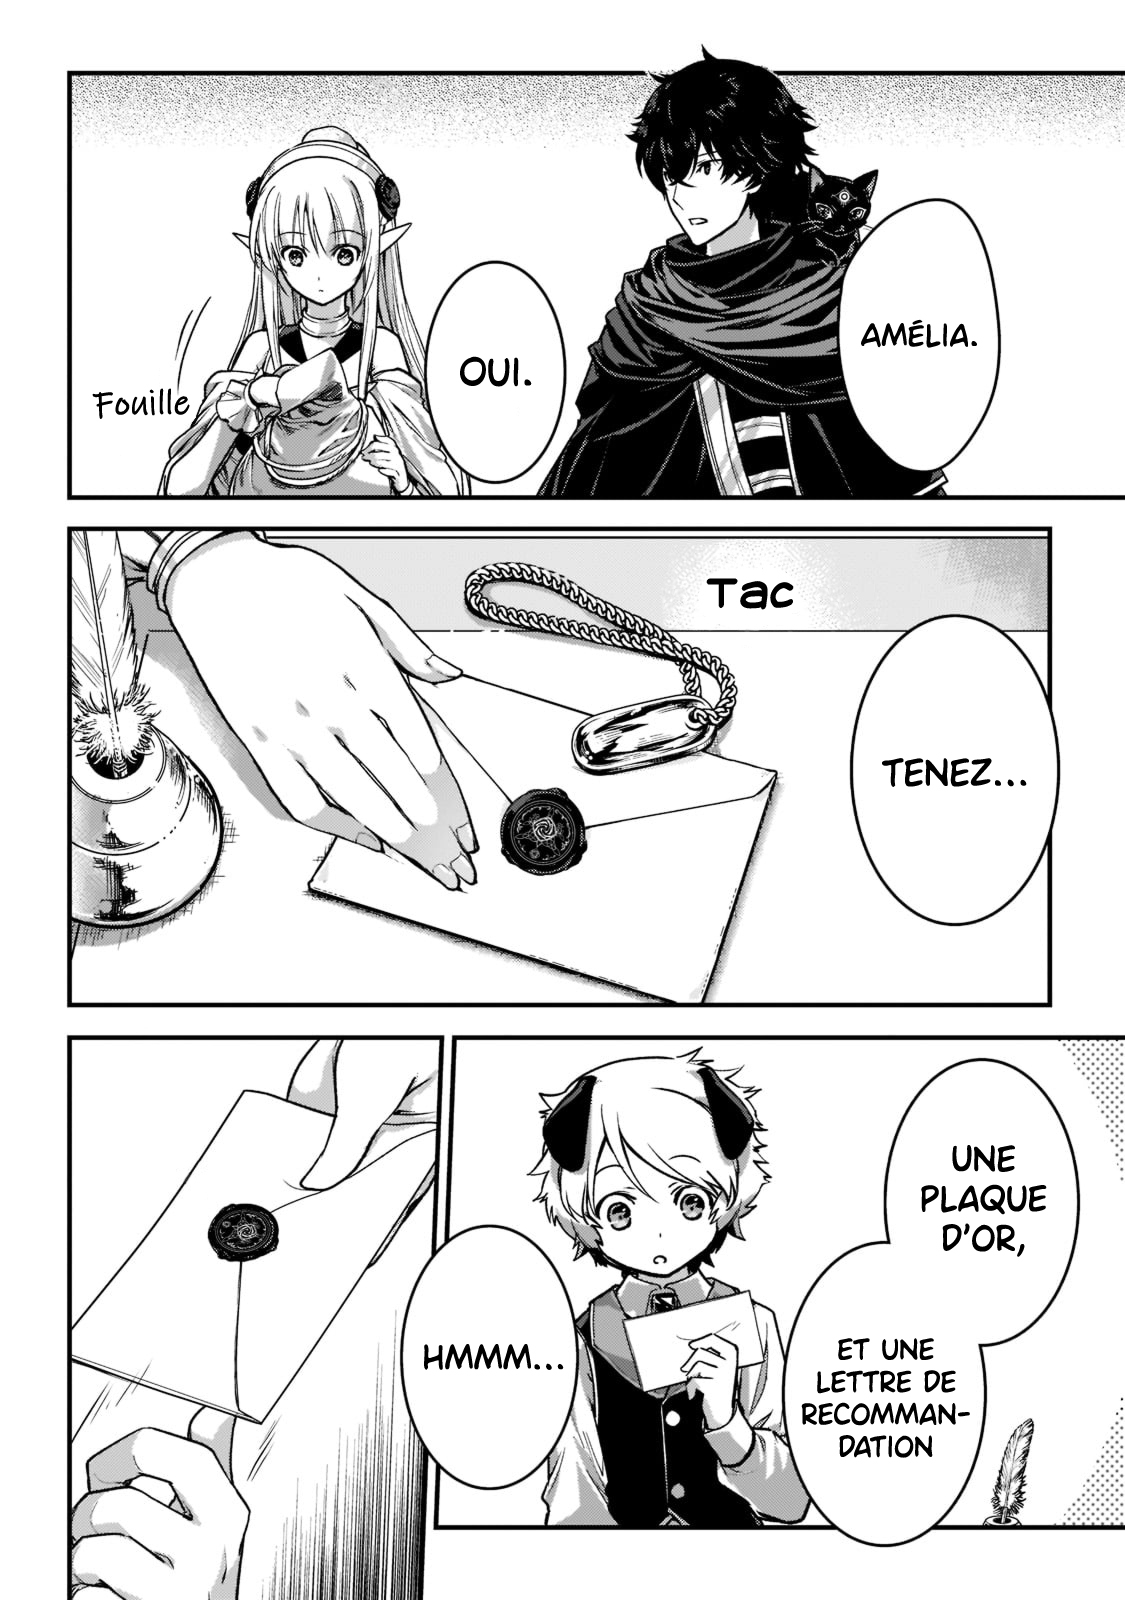 AMÉLIA.
OUI.
Fouille
Tac
TENEZ...
UNE
PLAQUE
D'OR,
ET UNE
LETTRE DE
RECOMMAN-
DATION
HMMM...